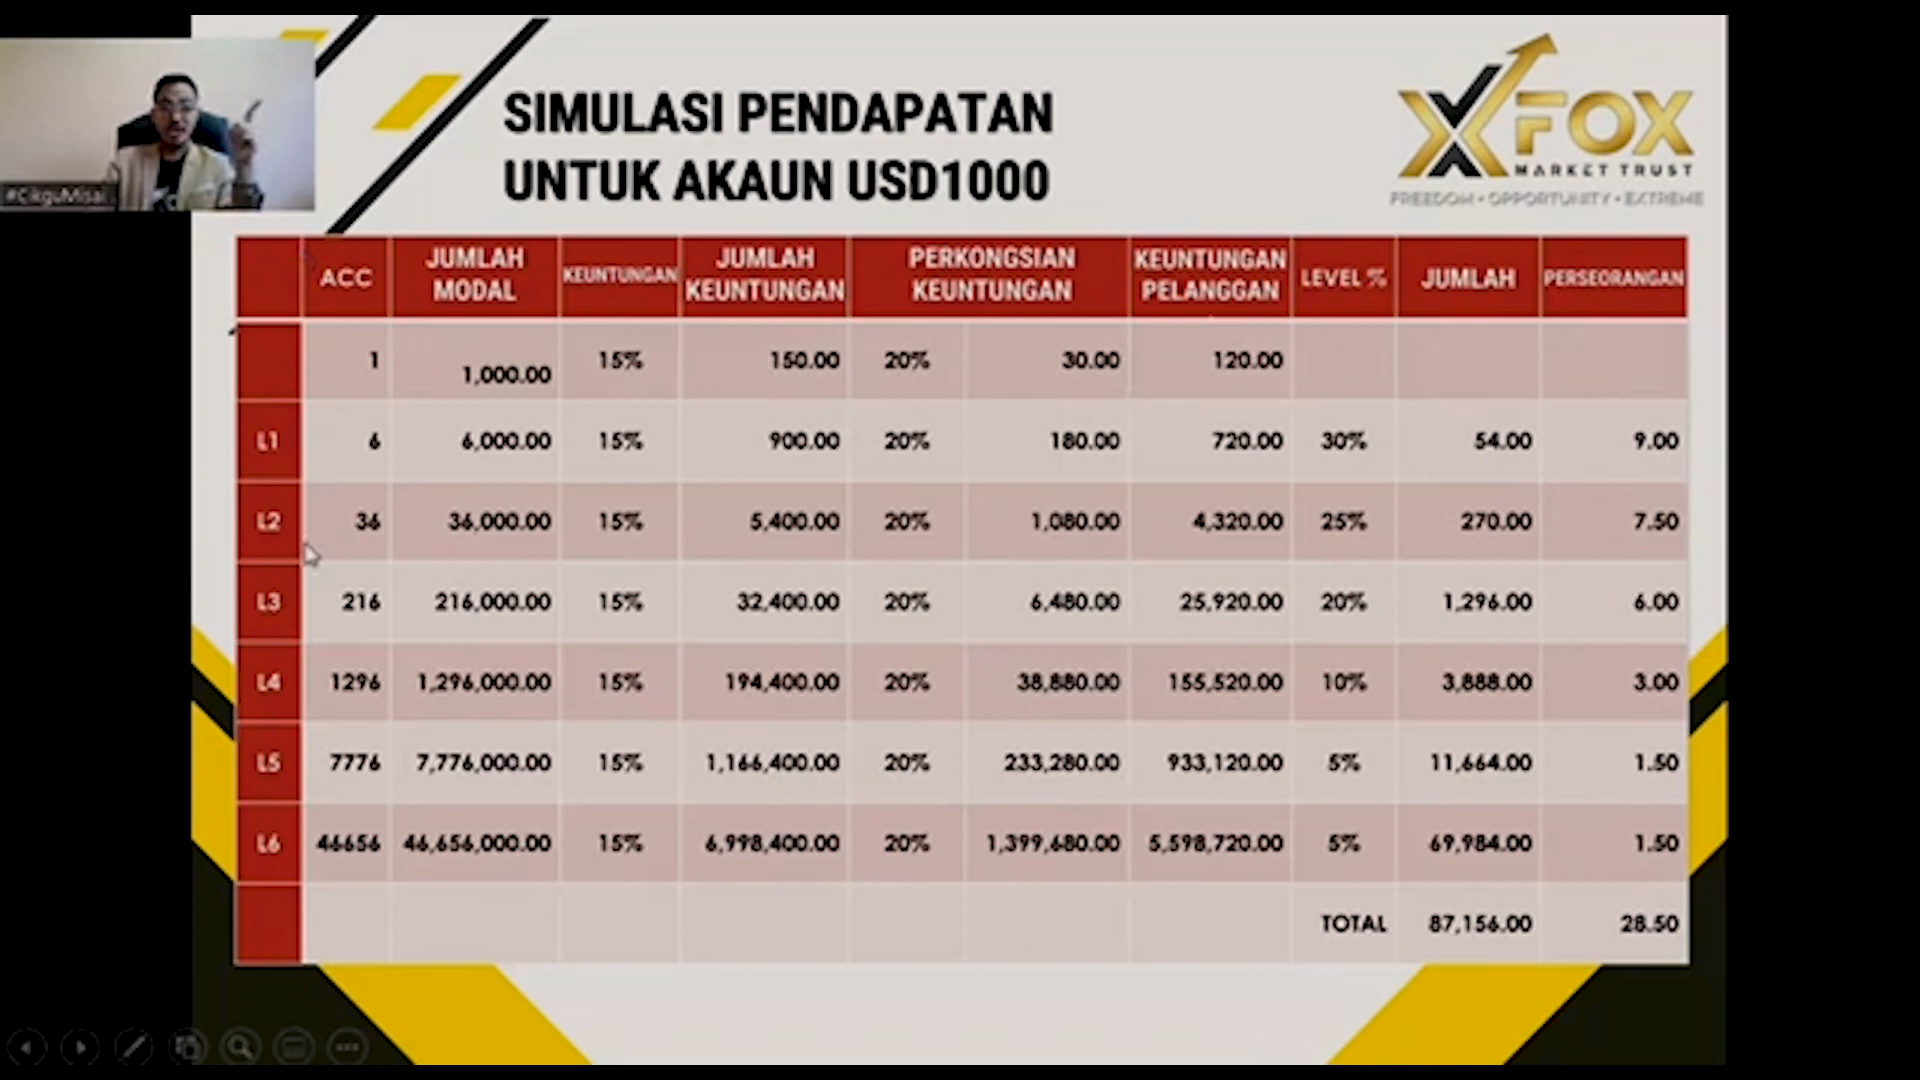 #CikguMisai
SIMULASI PENDAPATAN
UNTUK AKAUN USD1000
XFOX
MARKET TRUST
FREEDOM • OPPORTUNITY • EXTREME
ACC JUMLAH MODAL KEUNTUNGAN JUMLAH KEUNTUNGAN PERKONGSIAN KEUNTUNGAN KEUNTUNGAN PELANGGAN LEVEL % JUMLAH PERSEORANGAN
1 1,000.00 15% 150.00 20% 30.00 120.00
L1 6 6,000.00 15% 900.00 20% 180.00 720.00 30% 54.00 9.00
L2 36 36,000.00 15% 5,400.00 20% 1,080.00 4,320.00 25% 270.00 7.50
L3 216 216,000.00 15% 32,400.00 20% 6,480.00 25,920.00 20% 1,296.00 6.00
L4 1296 1,296,000.00 15% 194,400.00 20% 38,880.00 155,520.00 10% 3,888.00 3.00
L5 7776 7,776,000.00 15% 1,166,400.00 20% 233,280.00 933,120.00 5% 11,664.00 1.50
L6 46656 46,656,000.00 15% 6,998,400.00 20% 1,399,680.00 5,598,720.00 5% 69,984.00 1.50
TOTAL 87,156.00 28.50